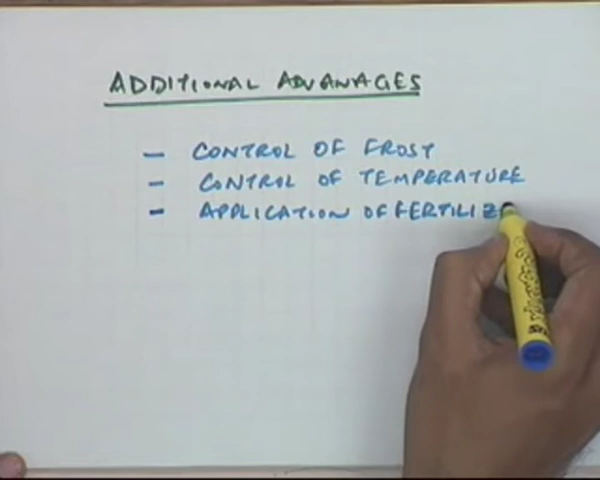 ADDITIONAL ADVANAGES
- CONTROL OF FROST
- CONTROL OF TEMPERATURE
- APPLICATION OF FERTILIZ